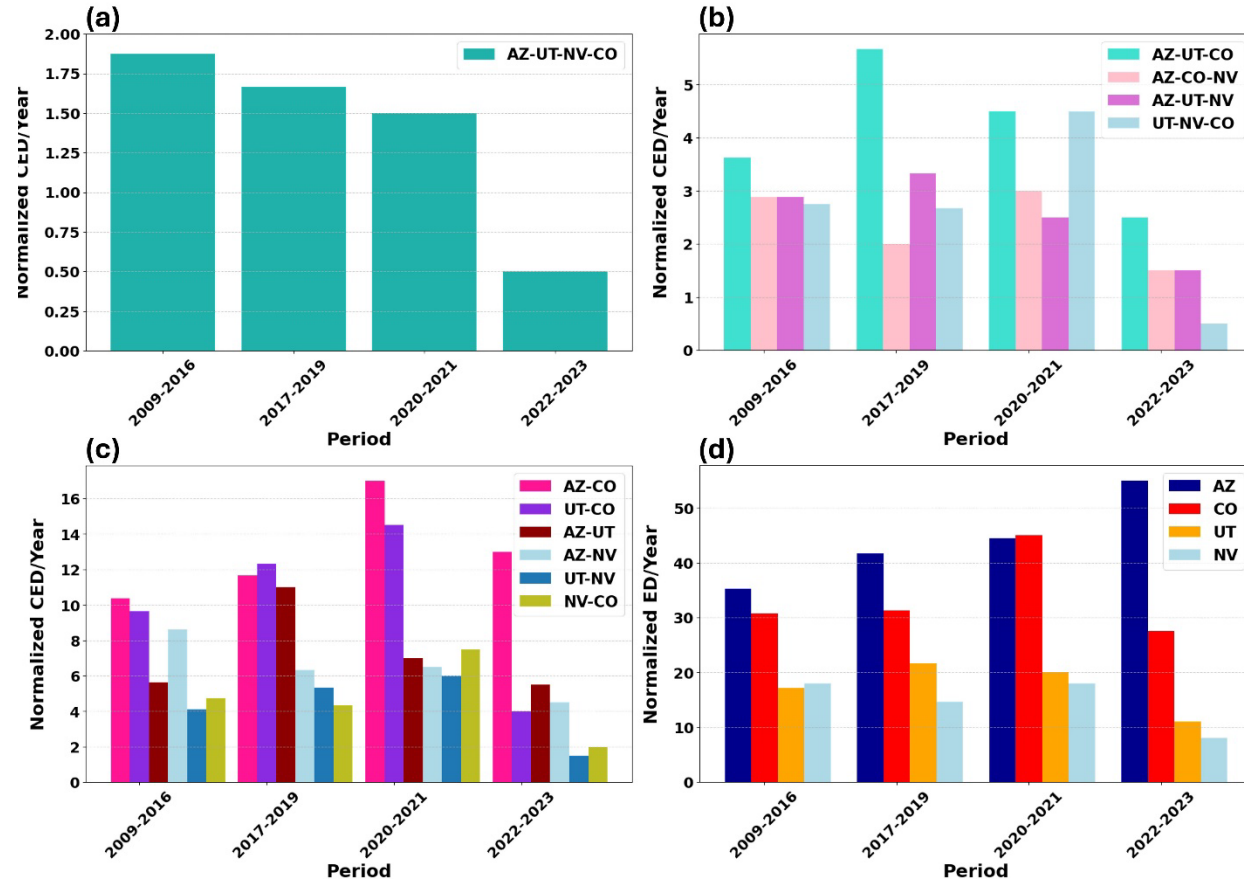 (a)
2.00
1.75
1.50
1.25
1.00
0.75
0.50
0.25
0.00
Normalized CED/Year
AZ-UT-NV-CO
2009-2016
2017-2019
2020-2021
2022-2023
Period
(b)
5
4
3
2
1
0
Normalized CED/Year
AZ-UT-CO
AZ-CO-NV
AZ-UT-NV
UT-NV-CO
2009-2016
2017-2019
2020-2021
2022-2023
Period
(c)
16
14
12
10
8
6
4
2
0
Normalized CED/Year
AZ-CO
UT-CO
AZ-UT
AZ-NV
UT-NV
NV-CO
2009-2016
2017-2019
2020-2021
2022-2023
Period
(d)
50
40
30
20
10
0
Normalized ED/Year
AZ
CO
UT
NV
2009-2016
2017-2019
2020-2021
2022-2023
Period